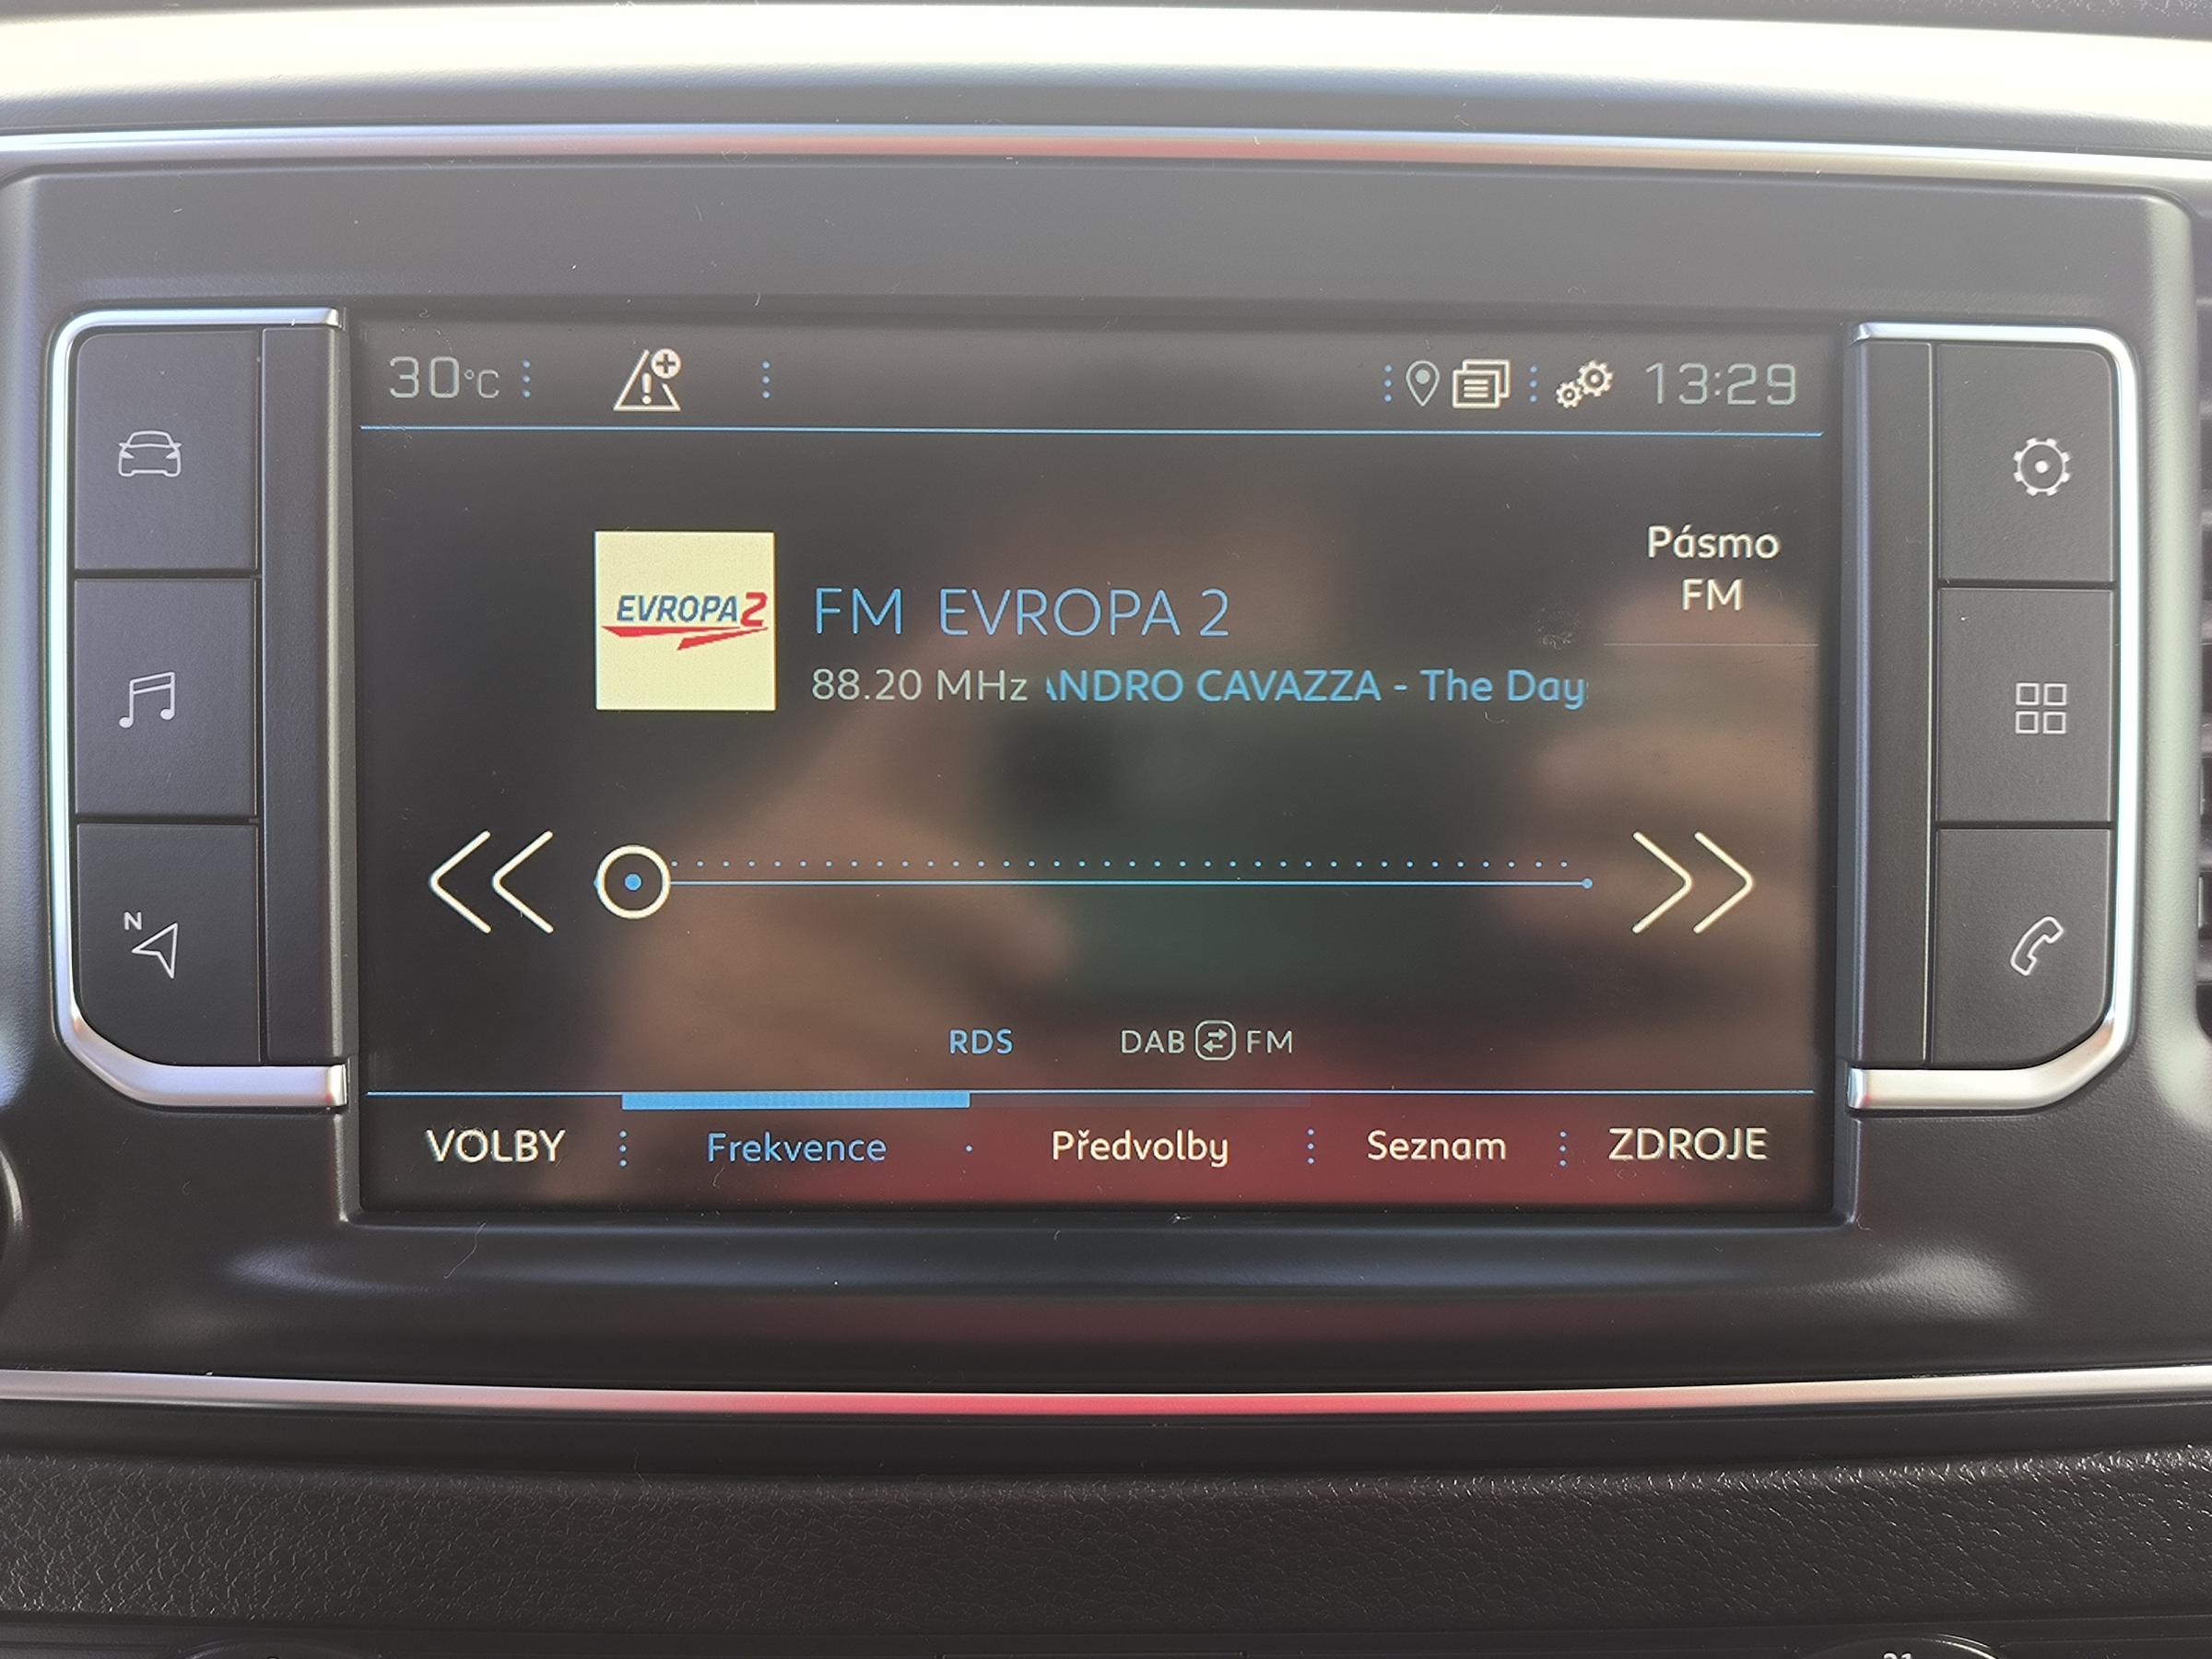 30°C
13:29
Pásmo
FM
EVROPA2
FM EVROPA 2
88.20 MHz NDRO CAVAZZA - The Day
N
RDS
DAB FM
VOLBY Frekvence Předvolby Seznam ZDROJE